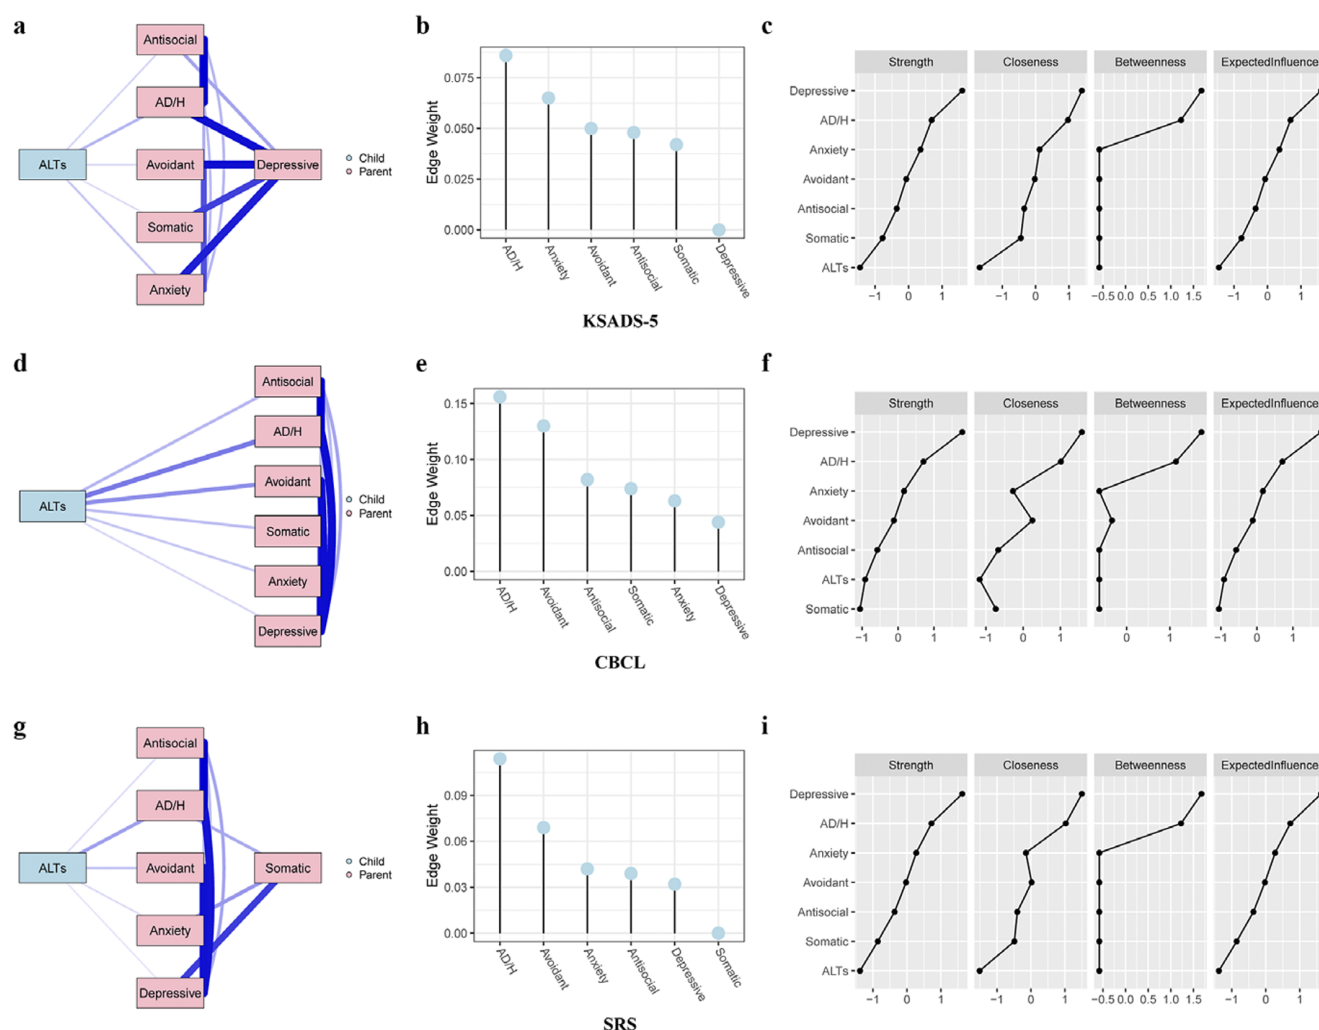 a
Antisocial
AD/H
ALTs
Avoidant
Depressive
Somatic
Anxiety
Child
Parent
b
Edge Weight
0.075
0.050
0.025
0.000
AD/H
Anxiety
Avoidant
Antisocial
Somatic
Depressive
KSADS-5
c
Strength Closeness Betweenness ExpectedInfluence
Depressive
AD/H
Anxiety
Avoidant
Antisocial
Somatic
ALTs
−1 0 1 −1 0 1 −0.5 0.0 0.5 1.0 1.5 −1 0 1
d
Antisocial
AD/H
Avoidant
ALTs
Somatic
Anxiety
Depressive
Child
Parent
e
Edge Weight
0.15
0.10
0.05
0.00
AD/H
Avoidant
Antisocial
Somatic
Anxiety
Depressive
CBCL
f
Strength Closeness Betweenness ExpectedInfluence
Depressive
AD/H
Anxiety
Avoidant
Antisocial
ALTs
Somatic
−1 0 1 −1 0 1 0 1 −1 0 1
g
Antisocial
AD/H
ALTs
Avoidant
Somatic
Anxiety
Depressive
Child
Parent
h
Edge Weight
0.09
0.06
0.03
0.00
AD/H
Avoidant
Anxiety
Antisocial
Depressive
Somatic
SRS
i
Strength Closeness Betweenness ExpectedInfluence
Depressive
AD/H
Anxiety
Avoidant
Antisocial
Somatic
ALTs
−1 0 1 −1 0 1 −0.5 0.0 0.5 1.0 1.5 −1 0 1